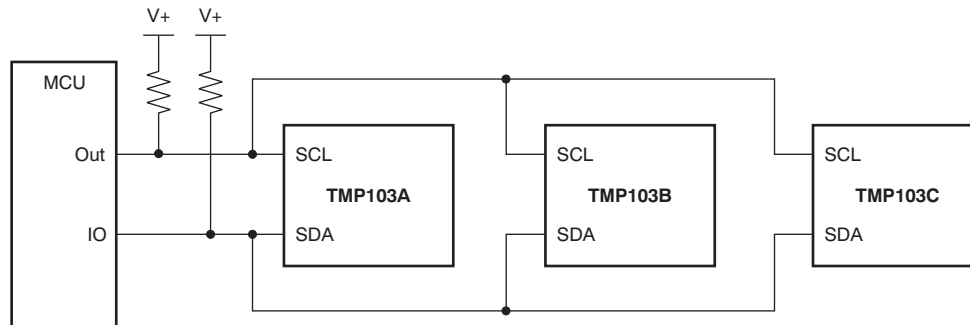 V+ V+
MCU
Out SCL SCL SCL
TMP103A TMP103B TMP103C
IO SDA SDA SDA